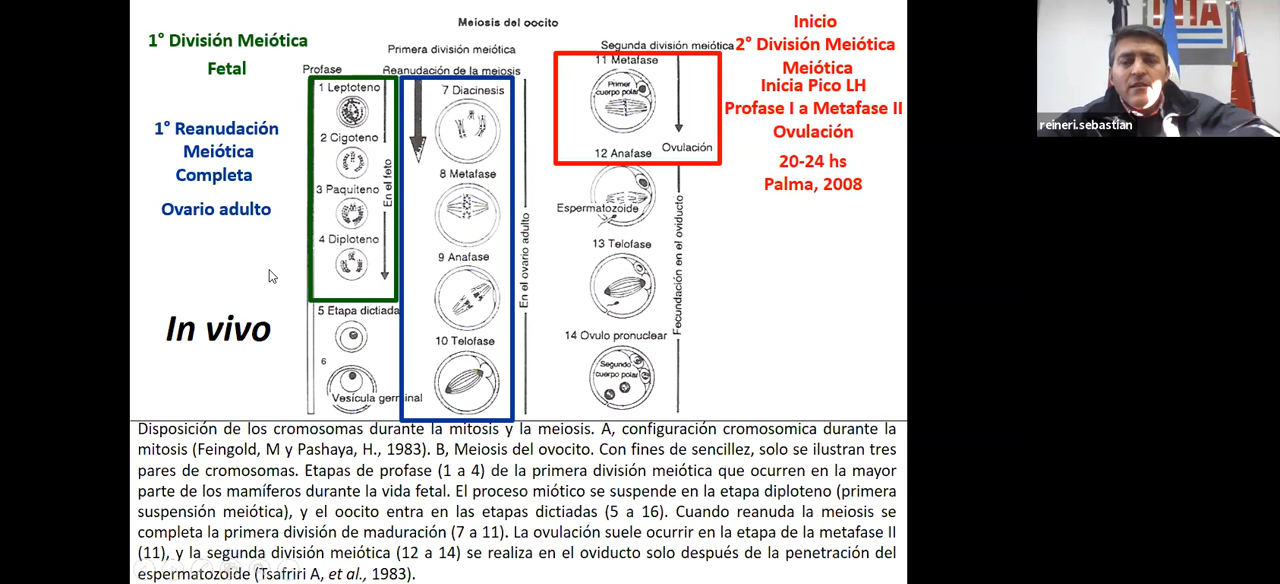 Meiosis del oocito
1° División Meiótica
Fetal
1° Reanudación
Meiótica
Completa
Ovario adulto
In vivo
Profase
1 Leptoteno
2 Cigoteno
3 Paquiteno
4 Diploteno
En el feto
5 Etapa dictiada
6
Vesícula germinal
Primera división meiótica
Reanudación de la meiosis
7 Diacinesis
8 Metafase
9 Anafase
10 Telofase
En el ovario adulto
Segunda división meiótica
11 Metafase
Primer
cuerpo polar
Ovulación
12 Anafase
Espermatozoide
13 Telofase
14 Ovulo pronuclear
Segundo
cuerpo polar
Fecundación en el oviducto
Inicio
2° División Meiótica
Meiótica
Inicia Pico LH
Profase I a Metafase II
Ovulación
20-24 hs
Palma, 2008
INTA
reineri.sebastian
Disposición de los cromosomas durante la mitosis y la meiosis. A, configuración cromosomica durante la
mitosis (Feingold, M y Pashaya, H., 1983). B, Meiosis del ovocito. Con fines de sencillez, solo se ilustran tres
pares de cromosomas. Etapas de profase (1 a 4) de la primera división meiótica que ocurren en la mayor
parte de los mamíferos durante la vida fetal. El proceso miótico se suspende en la etapa diploteno (primera
suspensión meiótica), y el oocito entra en las etapas dictiadas (5 a 16). Cuando reanuda la meiosis se
completa la primera división de maduración (7 a 11). La ovulación suele ocurrir en la etapa de la metafase II
(11), y la segunda división meiótica (12 a 14) se realiza en el oviducto solo después de la penetración del
espermatozoide (Tsafriri A, et al., 1983).